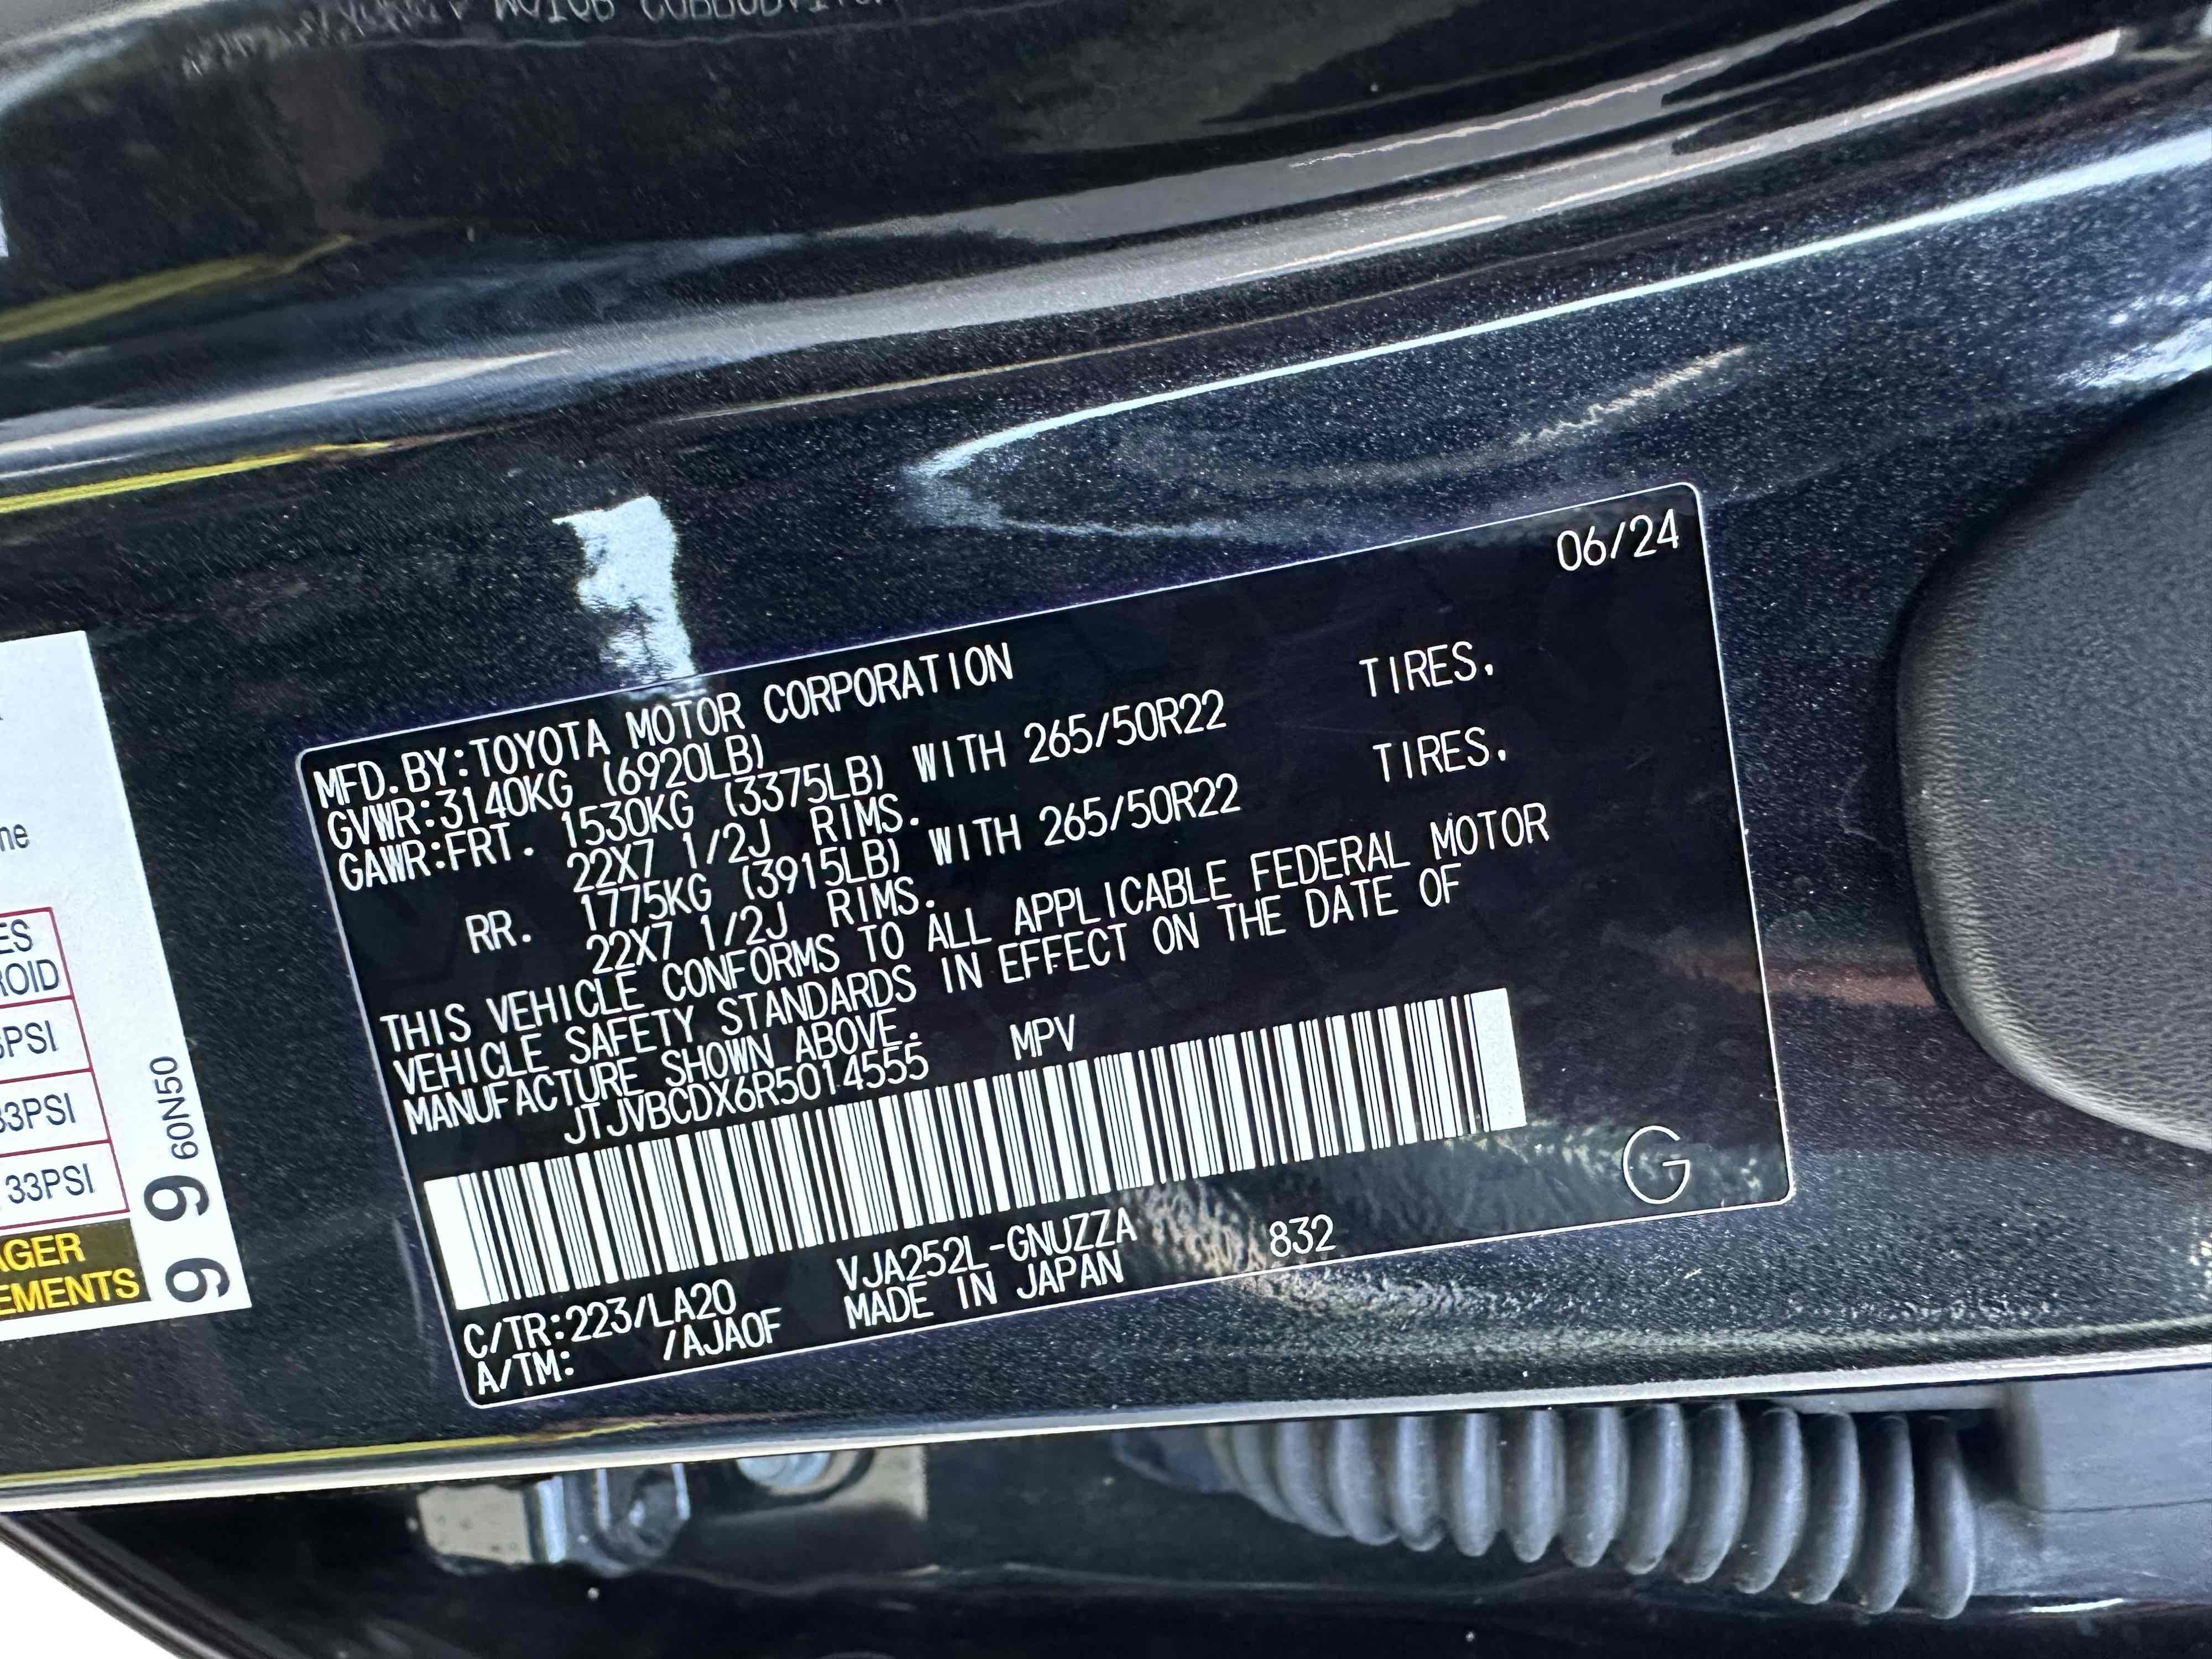 06/24
MFD.BY:TOYOTA MOTOR CORPORATION
GVWR:3140KG (6920LB)
GAWR:FRT. 1530KG (3375LB) WITH 265/50R22 TIRES.
22X7 1/2J RIMS.
RR. 1775KG (3915LB) WITH 265/50R22 TIRES.
22X7 1/2J RIMS.
THIS VEHICLE CONFORMS TO ALL APPLICABLE FEDERAL MOTOR
VEHICLE SAFETY STANDARDS IN EFFECT ON THE DATE OF
MANUFACTURE SHOWN ABOVE.
JTJVBCDX6R5014555 MPV
G
C/TR:223/LA20 VJA252L-GNUZZA 832
A/TM: /AJA0F MADE IN JAPAN
PSI
33PSI
33PSI
60N50
99